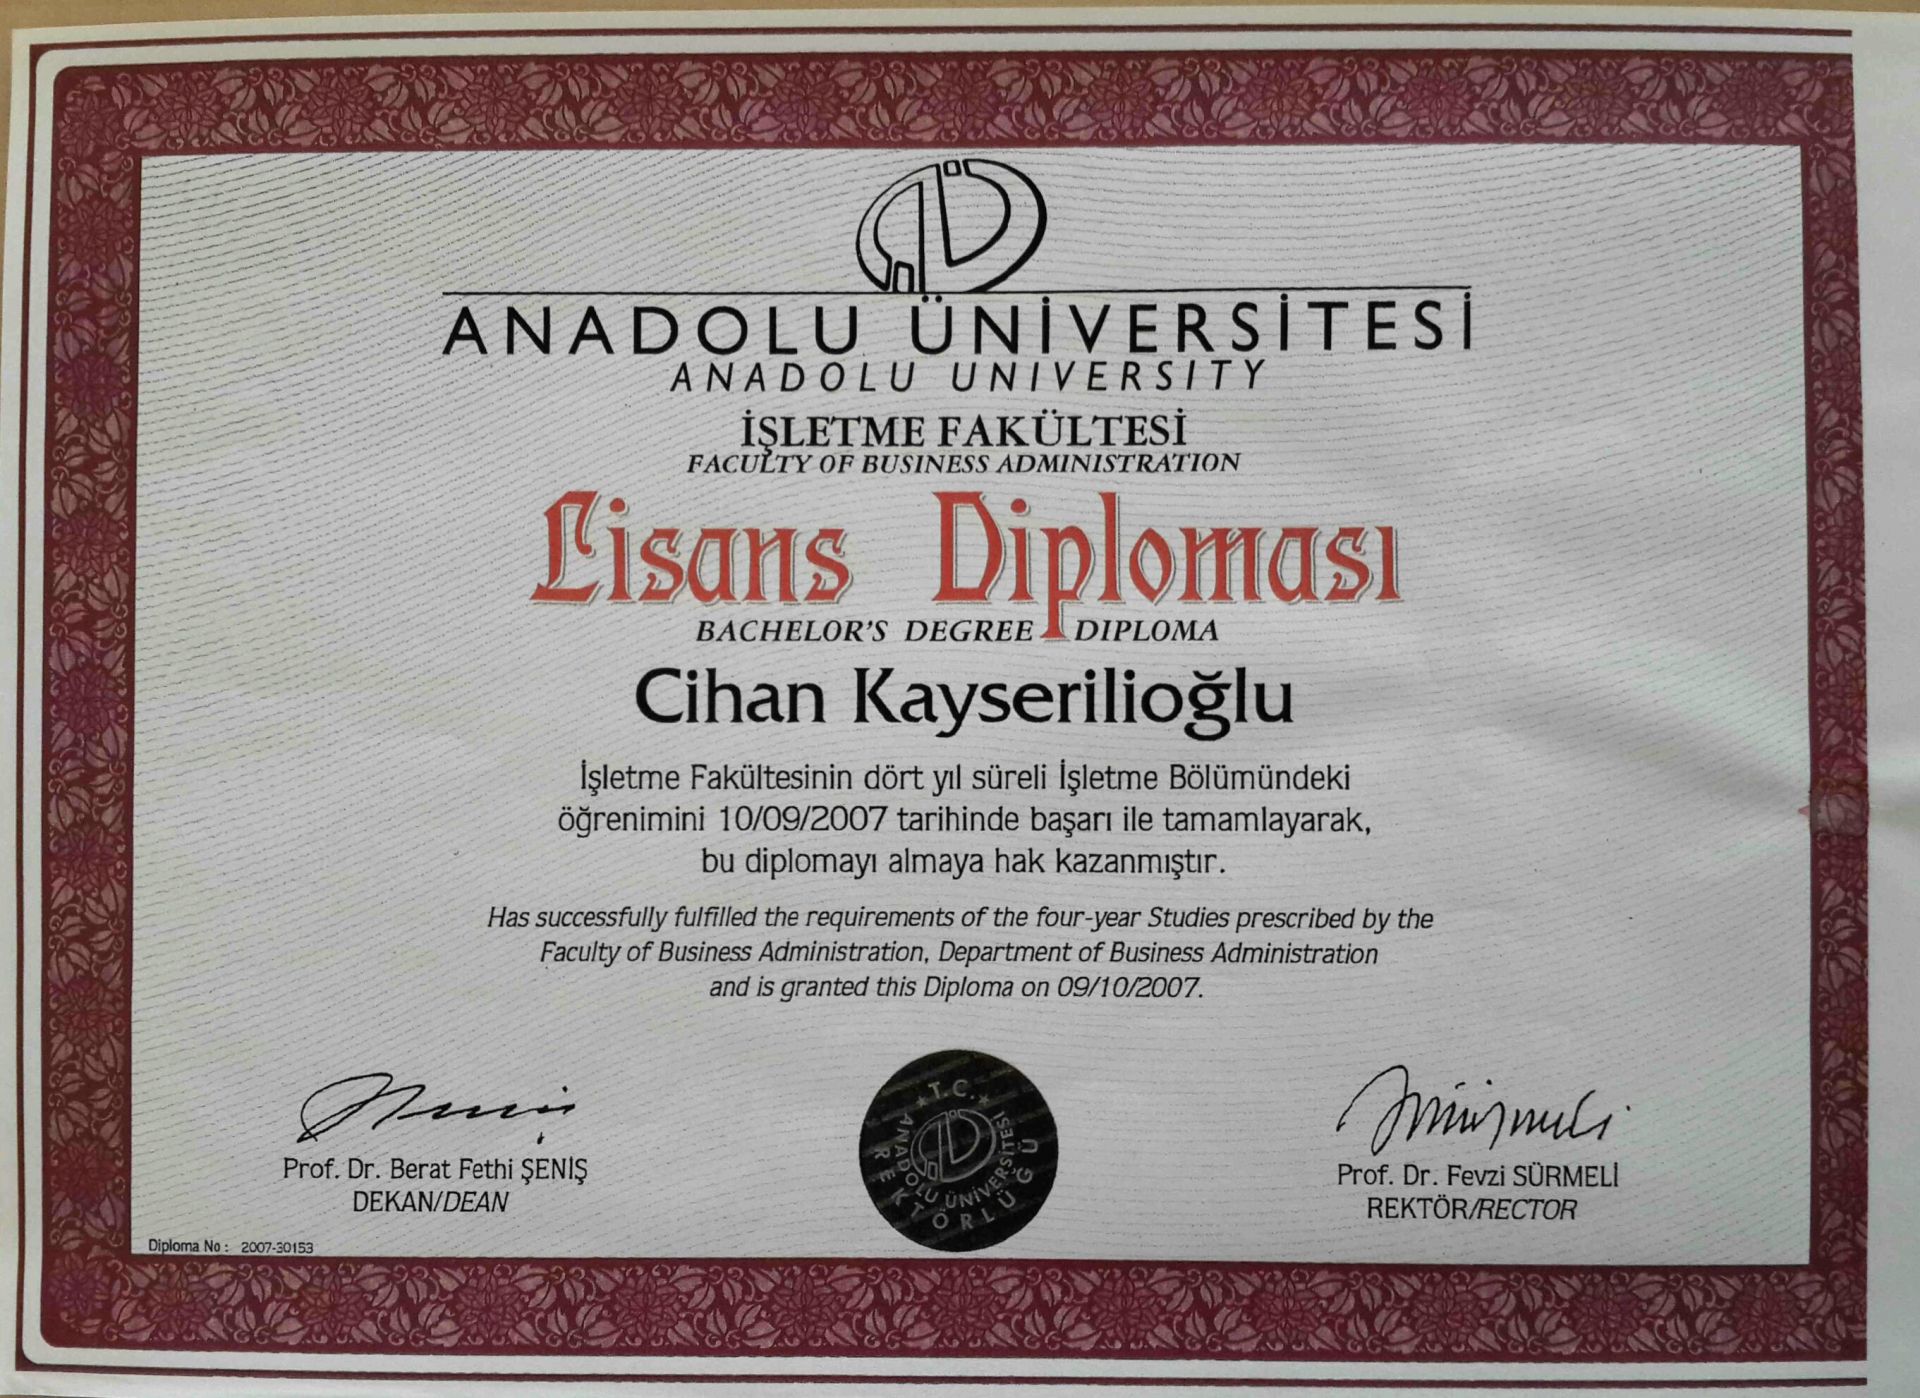 ANADOLU ÜNİVERSİTESİ
ANADOLU UNIVERSITY
İŞLETME FAKÜLTESİ
FACULTY OF BUSINESS ADMINISTRATION
Lisans Diploması
BACHELOR'S DEGREE DIPLOMA
Cihan Kayserilioğlu
İşletme Fakültesinin dört yıl süreli İşletme Bölümündeki
öğrenimini 10/09/2007 tarihinde başarı ile tamamlayarak,
bu diplomayı almaya hak kazanmıştır.
Has successfully fulfilled the requirements of the four-year Studies prescribed by the
Faculty of Business Administration, Department of Business Administration
and is granted this Diploma on 09/10/2007.
Prof. Dr. Berat Fethi ŞENİŞ
DEKAN/DEAN
T.C.
ANADOLU ÜNİVERSİTESİ
REKTÖRLÜĞÜ
Prof. Dr. Fevzi SÜRMELİ
REKTÖR/RECTOR
Diploma No : 2007-30153